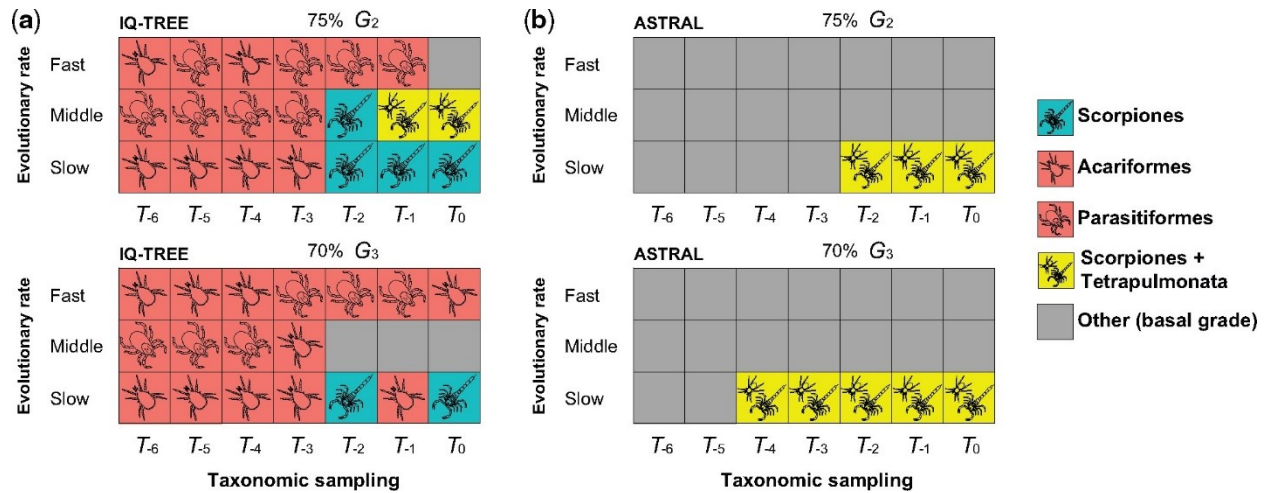 (a) IQ-TREE 75% G2
Evolutionary rate
Fast
Middle
Slow
T-6 T-5 T-4 T-3 T-2 T-1 T0
IQ-TREE 70% G3
Evolutionary rate
Fast
Middle
Slow
T-6 T-5 T-4 T-3 T-2 T-1 T0
Taxonomic sampling
(b) ASTRAL 75% G2
Evolutionary rate
Fast
Middle
Slow
T-6 T-5 T-4 T-3 T-2 T-1 T0
ASTRAL 70% G3
Evolutionary rate
Fast
Middle
Slow
T-6 T-5 T-4 T-3 T-2 T-1 T0
Taxonomic sampling
Scorpiones
Acariformes
Parasitiformes
Scorpiones +
Tetrapulmonata
Other (basal grade)